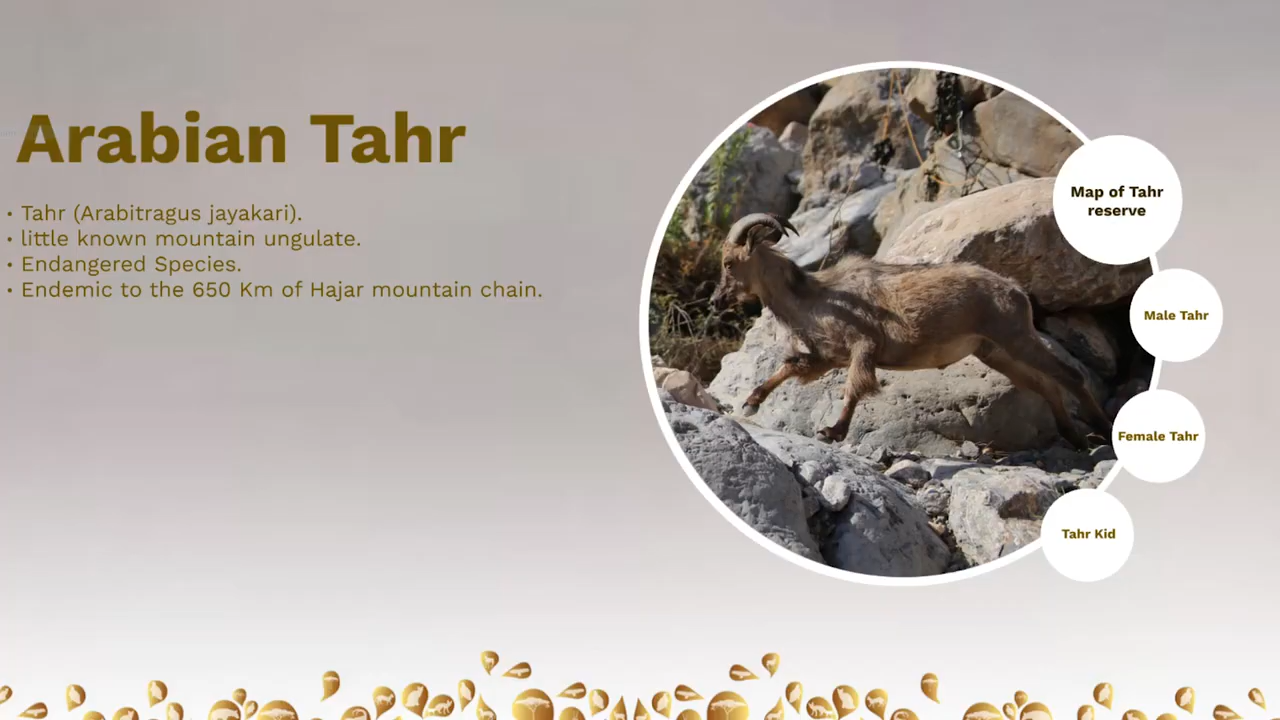 Arabian Tahr
• Tahr (Arabitragus jayakari).
• little known mountain ungulate.
• Endangered Species.
• Endemic to the 650 Km of Hajar mountain chain.
Map of Tahr
reserve
Male Tahr
Female Tahr
Tahr Kid